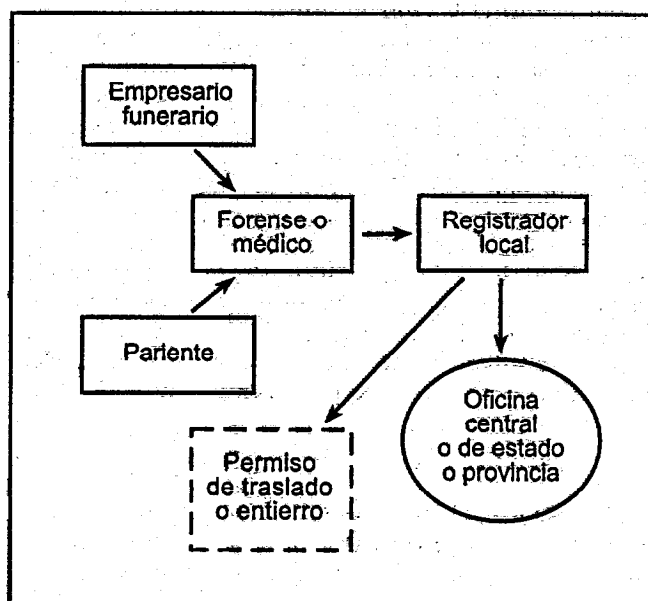 Empresario
funerario
Forense o
médico
Registrador
local
Pariente
Permiso
de traslado
o entierro
Oficina
central
o de estado
o provincia